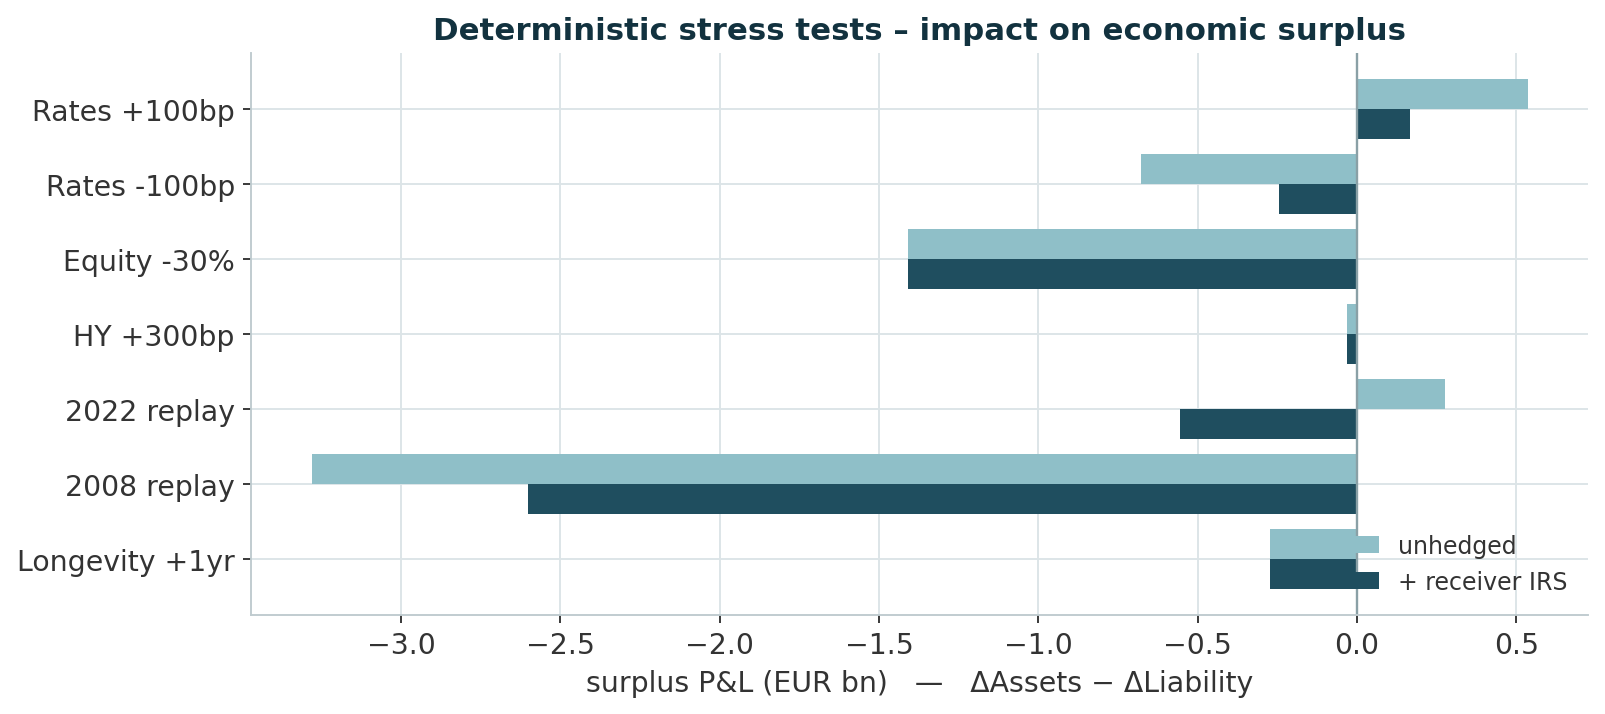 Deterministic stress tests – impact on economic surplus
Rates +100bp
Rates -100bp
Equity -30%
HY +300bp
2022 replay
2008 replay
Longevity +1yr
unhedged
+ receiver IRS
−3.0
−2.5
−2.0
−1.5
−1.0
−0.5
0.0
0.5
surplus P&L (EUR bn) — ΔAssets − ΔLiability